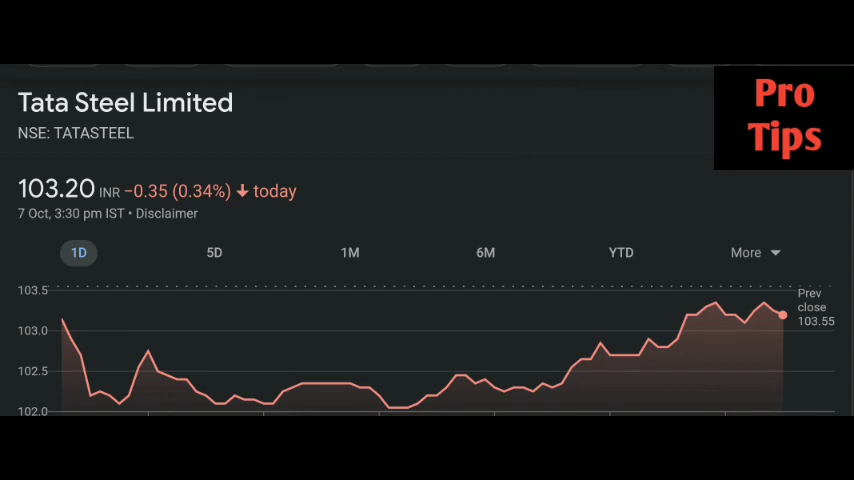 Tata Steel Limited
NSE: TATASTEEL
Pro
Tips
103.20 INR −0.35 (0.34%) ↓ today
7 Oct, 3:30 pm IST • Disclaimer
1D 5D 1M 6M YTD More
103.5
103.0
102.5
102.0
Prev
close
103.55